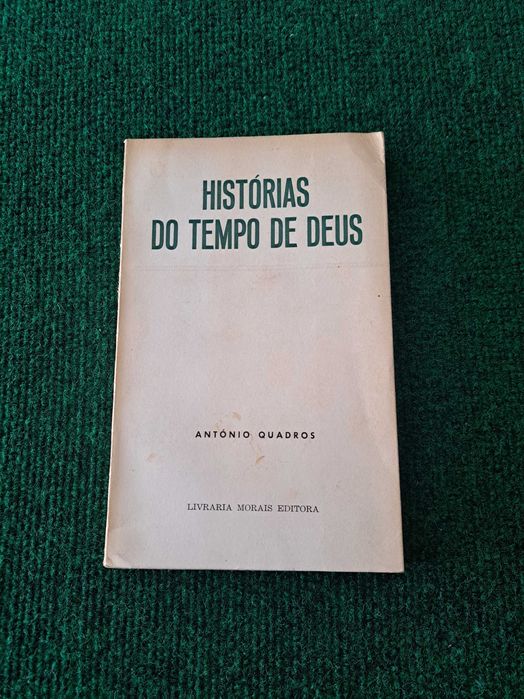 HISTÓRIAS
DO TEMPO DE DEUS
ANTÓNIO QUADROS
LIVRARIA MORAIS EDITORA